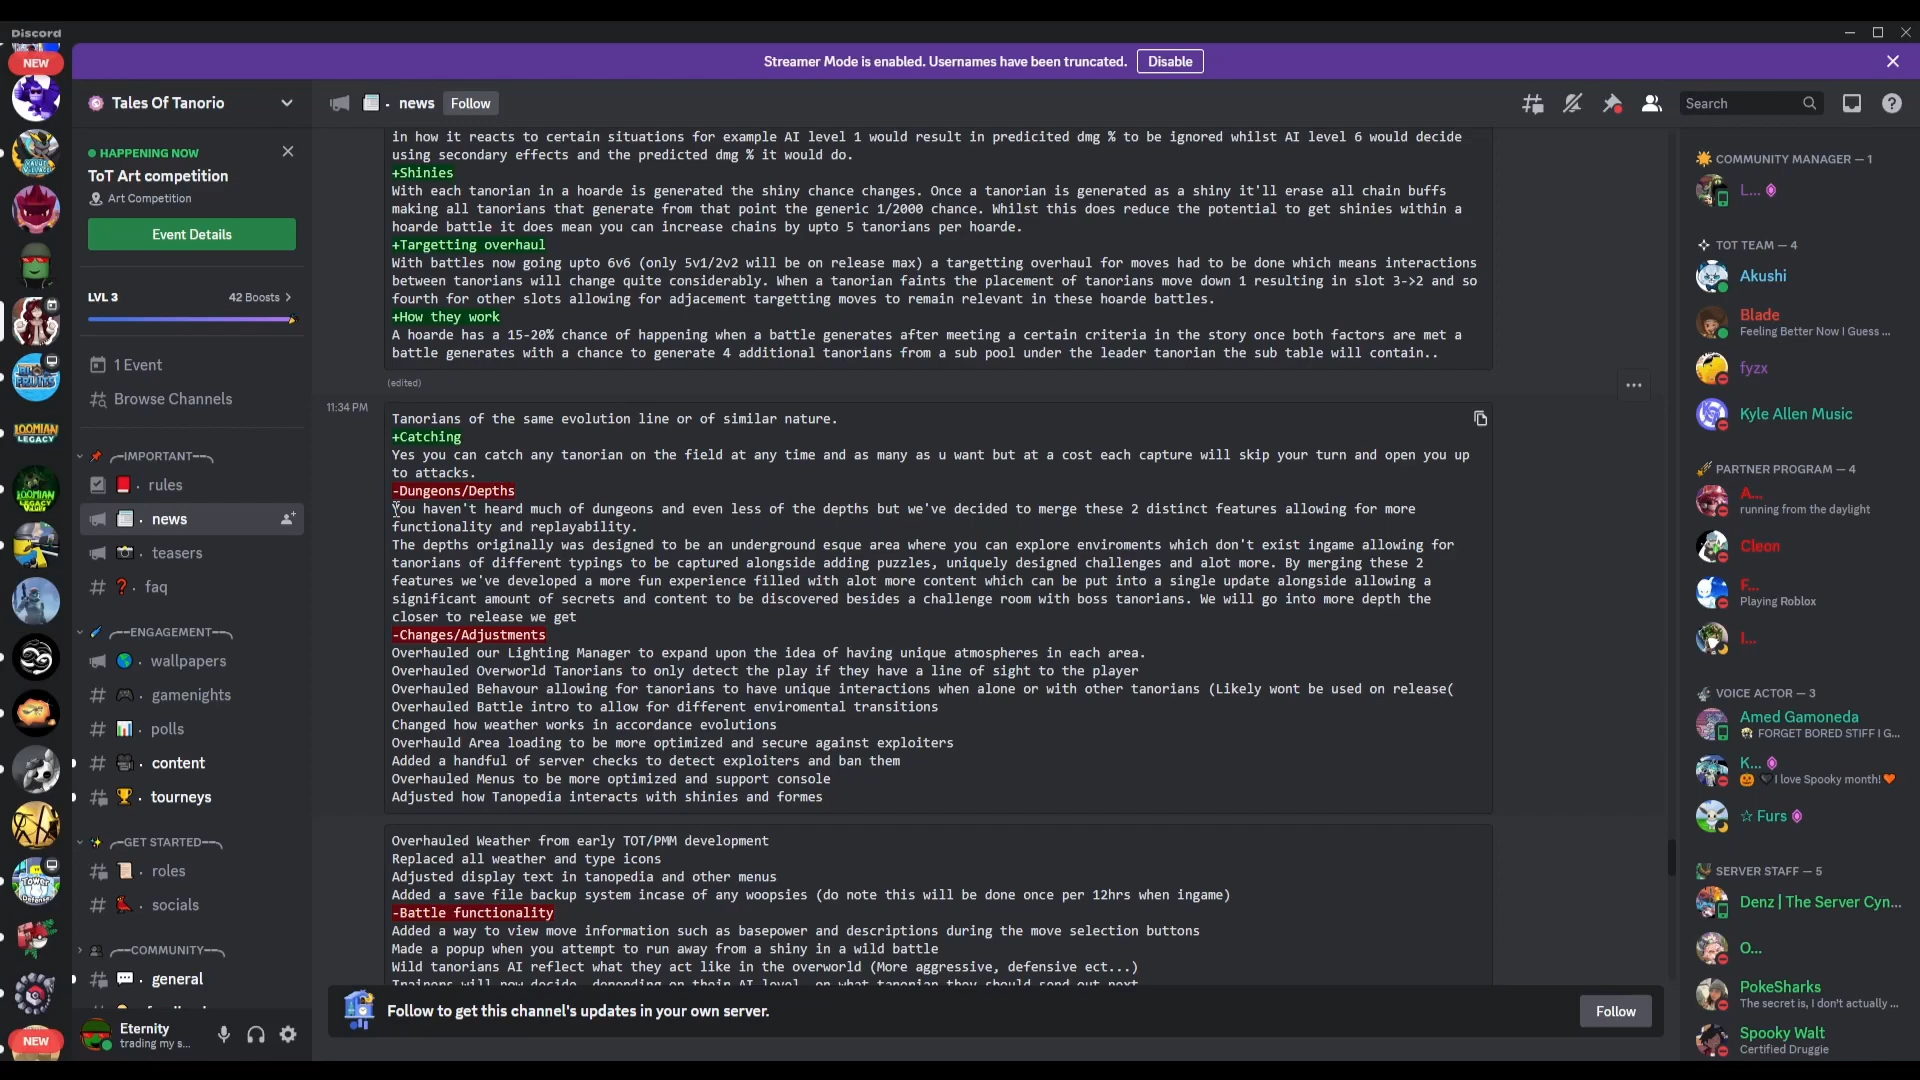 Discord
Streamer Mode is enabled. Usernames have been truncated.
Disable
NEW
Tales Of Tanorio
HAPPENING NOW
ToT Art competition
Art Competition
Event Details
LVL 3
42 Boosts
1 Event
Browse Channels
IMPORTANT
rules
news
teasers
faq
ENGAGEMENT
wallpapers
gamenights
polls
content
tourneys
GET STARTED
roles
socials
COMMUNITY
general
Eternity
trading my s...
LOOMIAN
LEGACY
NEW
news
Follow
Search
in how it reacts to certain situations for example AI level 1 would result in predicited dmg % to be ignored whilst AI level 6 would decide
using secondary effects and the predicted dmg % it would do.
+Shinies
With each tanorian in a hoarde is generated the shiny chance changes. Once a tanorian is generated as a shiny it'll erase all chain buffs
making all tanorians that generate from that point the generic 1/2000 chance. Whilst this does reduce the potential to get shinies within a
hoarde battle it does mean you can increase chains by upto 5 tanorians per hoarde.
+Targetting overhaul
With battles now going upto 6v6 (only 5v1/2v2 will be on release max) a targetting overhaul for moves had to be done which means interactions
between tanorians will change quite considerably. When a tanorian faints the placement of tanorians move down 1 resulting in slot 3->2 and so
fourth for other slots allowing for adjacement targetting moves to remain relevant in these hoarde battles.
+How they work
A hoarde has a 15-20% chance of happening when a battle generates after meeting a certain criteria in the story once both factors are met a
battle generates with a chance to generate 4 additional tanorians from a sub pool under the leader tanorian the sub table will contain..
(edited)
11:34 PM
Tanorians of the same evolution line or of similar nature.
+Catching
Yes you can catch any tanorian on the field at any time and as many as u want but at a cost each capture will skip your turn and open you up
to attacks.
-Dungeons/Depths
You haven't heard much of dungeons and even less of the depths but we've decided to merge these 2 distinct features allowing for more
functionality and replayability.
The depths originally was designed to be an underground esque area where you can explore enviroments which don't exist ingame allowing for
tanorians of different typings to be captured alongside adding puzzles, uniquely designed challenges and alot more. By merging these 2
features we've developed a more fun experience filled with alot more content which can be put into a single update alongside allowing a
significant amount of secrets and content to be discovered besides a challenge room with boss tanorians. We will go into more depth the
closer to release we get
-Changes/Adjustments
Overhauled our Lighting Manager to expand upon the idea of having unique atmospheres in each area.
Overhauled Overworld Tanorians to only detect the play if they have a line of sight to the player
Overhauled Behavour allowing for tanorians to have unique interactions when alone or with other tanorians (Likely wont be used on release(
Overhauled Battle intro to allow for different enviromental transitions
Changed how weather works in accordance evolutions
Overhauld Area loading to be more optimized and secure against exploiters
Added a handful of server checks to detect exploiters and ban them
Overhauled Menus to be more optimized and support console
Adjusted how Tanopedia interacts with shinies and formes
Overhauled Weather from early TOT/PMM development
Replaced all weather and type icons
Adjusted display text in tanopedia and other menus
Added a save file backup system incase of any woopsies (do note this will be done once per 12hrs when ingame)
-Battle functionality
Added a way to view move information such as basepower and descriptions during the move selection buttons
Made a popup when you attempt to run away from a shiny in a wild battle
Wild tanorians AI reflect what they act like in the overworld (More aggressive, defensive ect...)
Trainers will now decide, depending on their AI level, on what tanorian they should send out next
Follow to get this channel's updates in your own server.
Follow
COMMUNITY MANAGER — 1
L...
TOT TEAM — 4
Akushi
Blade
Feeling Better Now I Guess ...
fyzx
Kyle Allen Music
PARTNER PROGRAM — 4
A...
running from the daylight
Cleon
F...
Playing Roblox
I...
VOICE ACTOR — 3
Amed Gamoneda
FORGET BORED STIFF I G...
K...
I love Spooky month!
☆ Furs
SERVER STAFF — 5
Denz | The Server Cyn...
O...
PokeSharks
The secret is, I don't actually ...
Spooky Walt
Certified Druggie